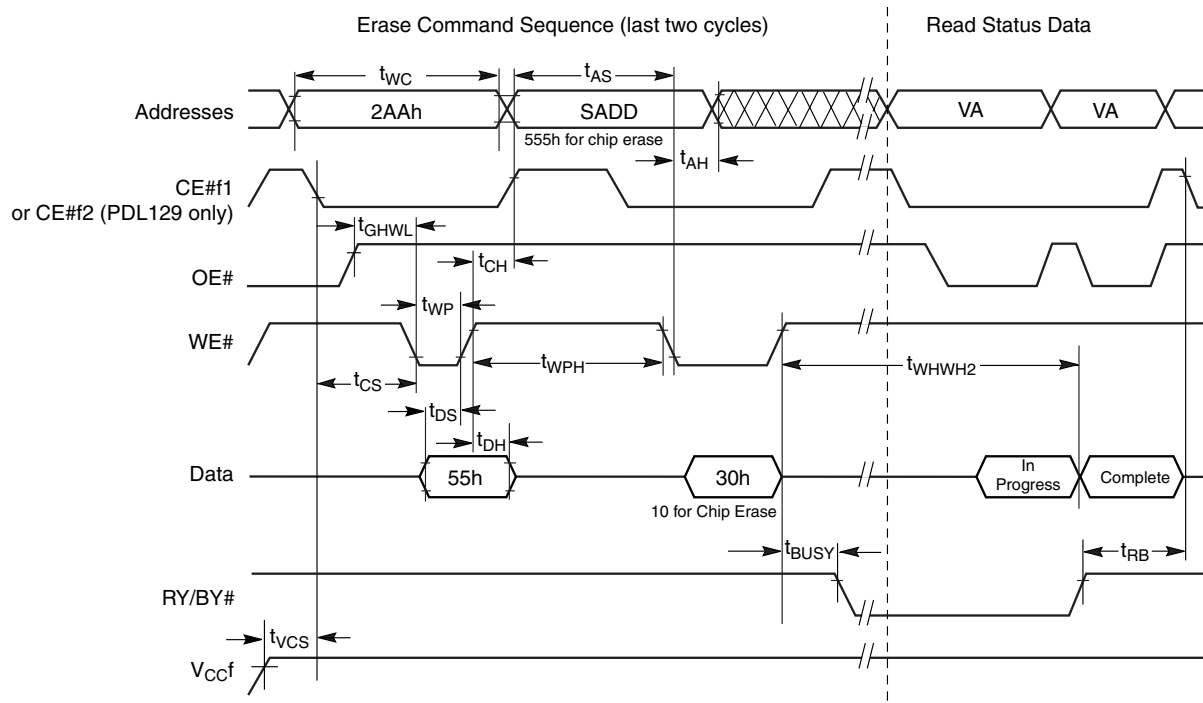 Erase Command Sequence (last two cycles)
Read Status Data
tWC
tAS
Addresses
2AAh
SADD
VA
VA
555h for chip erase
tAH
CE#f1
or CE#f2 (PDL129 only)
tGHWL
OE#
tCH
tWP
WE#
tWPH
tWHWH2
tCS
tDS
tDH
Data
55h
30h
In
Progress
Complete
10 for Chip Erase
tBUSY
tRB
RY/BY#
tVCS
VCCf